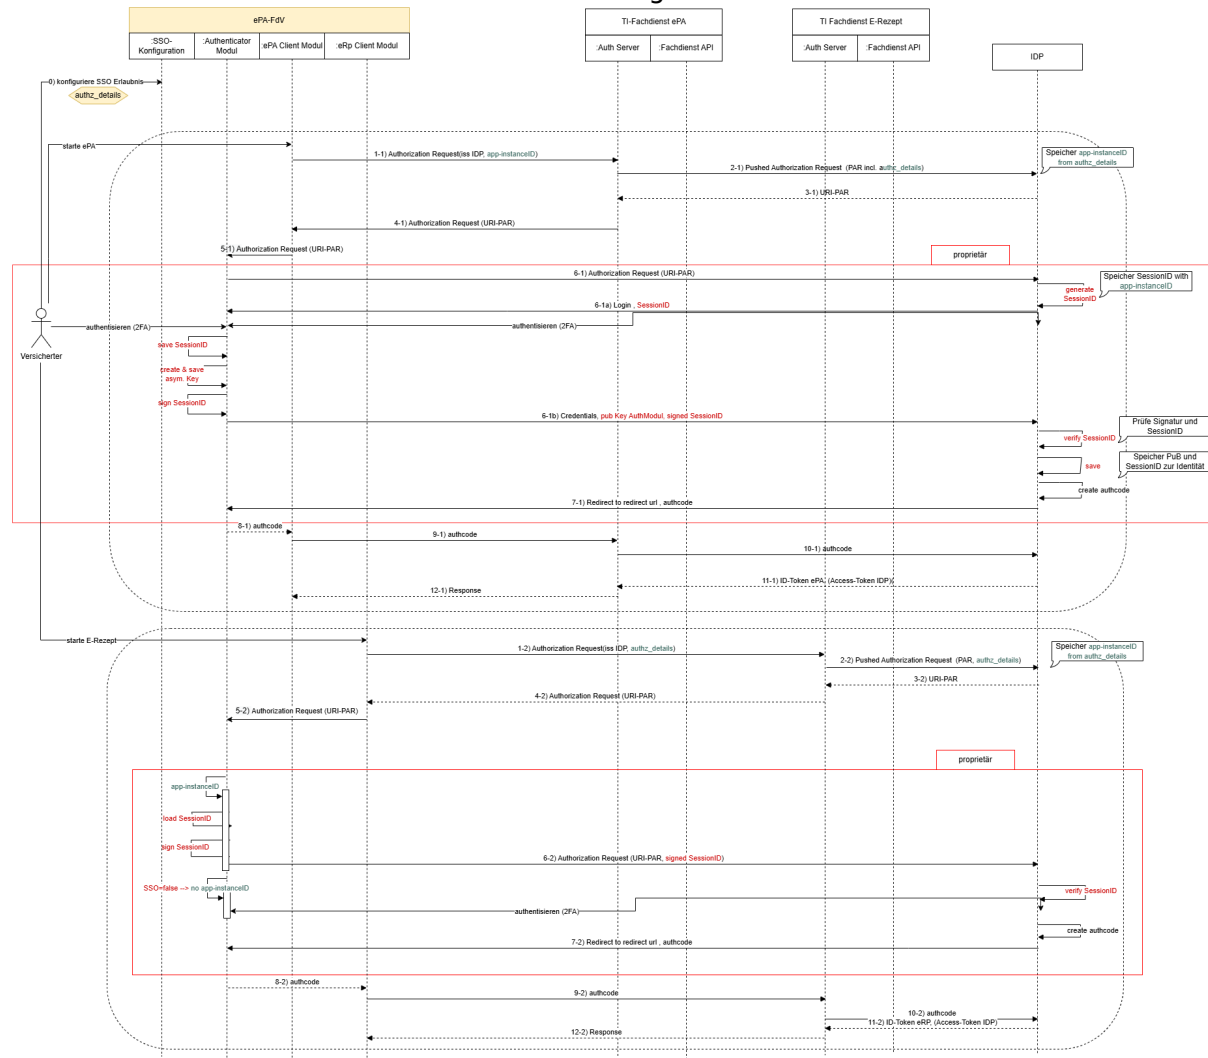 ePA-FdV
TI-Fachdienst ePA
TI Fachdienst E-Rezept
:SSO-
Konfiguration
:Authenticator
Modul
:ePA Client Modul
:eRp Client Modul
:Auth Server
:Fachdienst API
:Auth Server
:Fachdienst API
IDP
0) konfiguriere SSO Erlaubnis
authz_details
starte ePA
1-1) Authorization Request(iss IDP, app-instanceID)
Speicher app-instanceID
from authz_details
2-1) Pushed Authorization Request (PAR incl. authz_details)
3-1) URI-PAR
4-1) Authorization Request (URI-PAR)
5-1) Authorization Request (URI-PAR)
proprietär
6-1) Authorization Request (URI-PAR)
Speicher SessionID with
app-instanceID
generate
SessionID
6-1a) Login , SessionID
authentisieren (2FA)
authentisieren (2FA)
Versicherter
save SessionID
create & save
asym. Key
sign SessionID
6-1b) Credentials, pub Key AuthModul, signed SessionID
Prüfe Signatur und
SessionID
verify SessionID
Speicher PuB und
SessionID zur Identität
save
create authcode
7-1) Redirect to redirect url , authcode
8-1) authcode
9-1) authcode
10-1) authcode
11-1) ID-Token ePA, (Access-Token IDP)
12-1) Response
starte E-Rezept
1-2) Authorization Request(iss IDP, authz_details)
Speicher app-instanceID
from authz_details
2-2) Pushed Authorization Request (PAR, authz_details)
3-2) URI-PAR
4-2) Authorization Request (URI-PAR)
5-2) Authorization Request (URI-PAR)
proprietär
app-instanceID
load SessionID
sign SessionID
6-2) Authorization Request (URI-PAR, signed SessionID)
SSO=false --> no app-instanceID
verify SessionID
authentisieren (2FA)
create authcode
7-2) Redirect to redirect url , authcode
8-2) authcode
9-2) authcode
10-2) authcode
11-2) ID-Token eRP, (Access-Token IDP)
12-2) Response